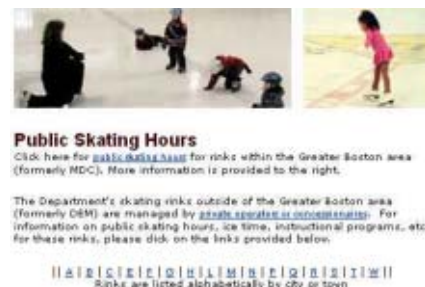 Public Skating Hours
Click here for public skating hours for rinks within the Greater Boston area
(formerly MDC). More information is provided to the right.
The Department's skating rinks outside of the Greater Boston area
(formerly DEM) are managed by private operators or concessionaires. For
information on public skating hours, ice time, instructional programs, etc
for these rinks, please click on the links provided below.
|| A | B | C | E | F | G | H | L | M | N | P | Q | R | S | T | W ||
Rinks are listed alphabetically by city or town